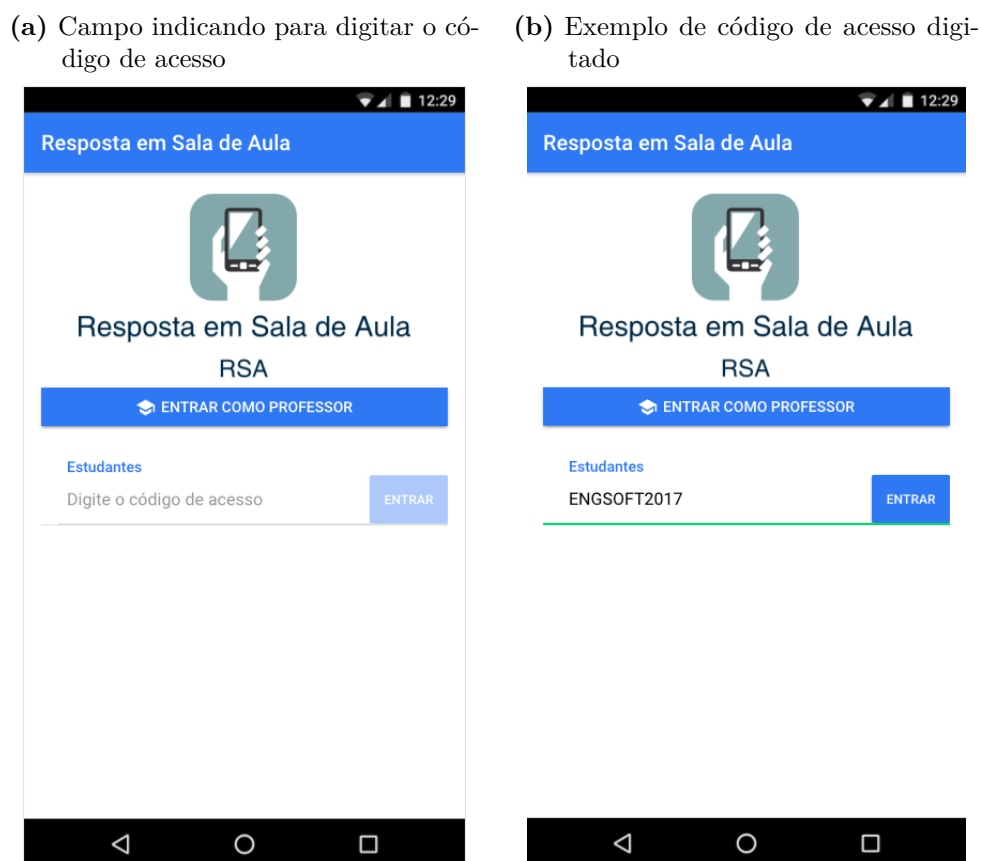 (a) Campo indicando para digitar o có-
digo de acesso
12:29
Resposta em Sala de Aula
Resposta em Sala de Aula
RSA
ENTRAR COMO PROFESSOR
Estudantes
Digite o código de acesso
ENTRAR
(b) Exemplo de código de acesso digi-
tado
12:29
Resposta em Sala de Aula
Resposta em Sala de Aula
RSA
ENTRAR COMO PROFESSOR
Estudantes
ENGSOFT2017
ENTRAR